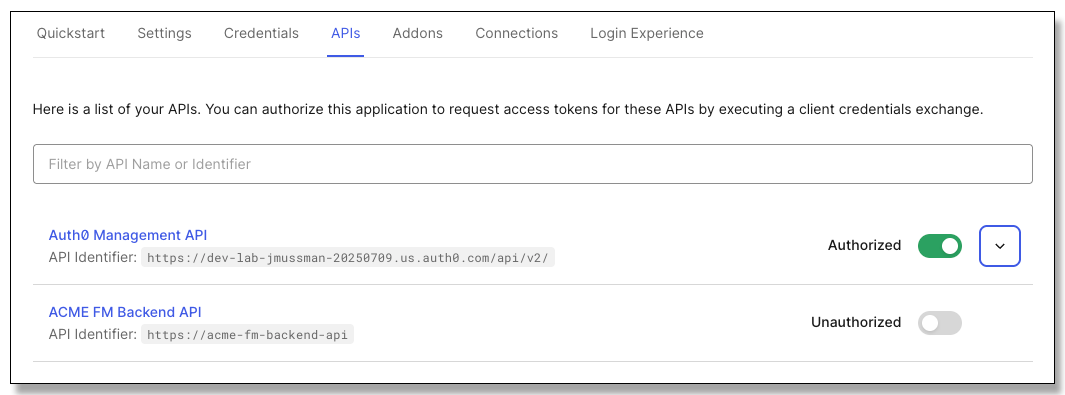 Quickstart Settings Credentials APIs Addons Connections Login Experience
Here is a list of your APIs. You can authorize this application to request access tokens for these APIs by executing a client credentials exchange.
Filter by API Name or Identifier
Auth0 Management API
API Identifier: https://dev-lab-jmussman-20250709.us.auth0.com/api/v2/
Authorized
ACME FM Backend API
API Identifier: https://acme-fm-backend-api
Unauthorized